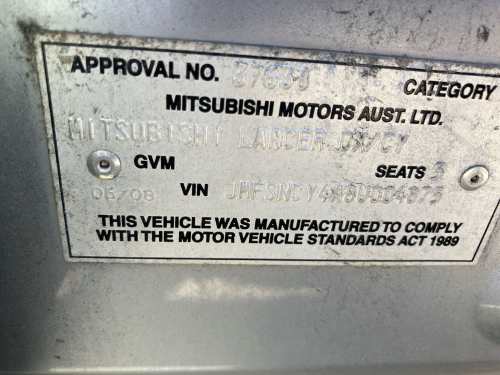 APPROVAL NO.
CATEGORY
MITSUBISHI MOTORS AUST. LTD.
MITSUBISHI LANCER
GVM SEATS 5
06/08 VIN
THIS VEHICLE WAS MANUFACTURED TO COMPLY
WITH THE MOTOR VEHICLE STANDARDS ACT 1989